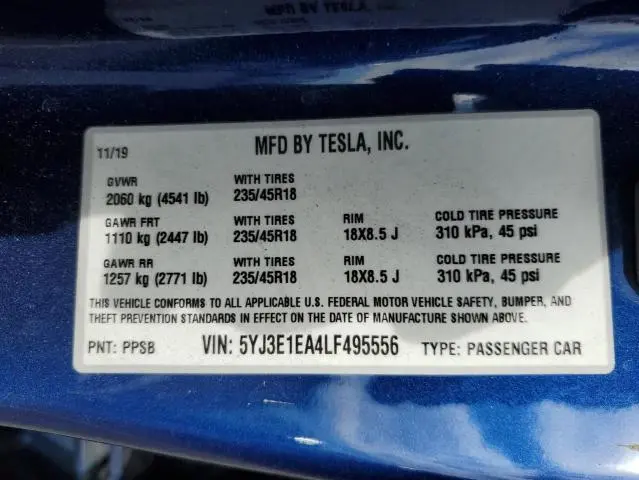 11/19 MFD BY TESLA, INC.
GVWR WITH TIRES
2060 kg (4541 lb) 235/45R18
GAWR FRT WITH TIRES RIM COLD TIRE PRESSURE
1110 kg (2447 lb) 235/45R18 18X8.5 J 310 kPa, 45 psi
GAWR RR WITH TIRES RIM COLD TIRE PRESSURE
1257 kg (2771 lb) 235/45R18 18X8.5 J 310 kPa, 45 psi
THIS VEHICLE CONFORMS TO ALL APPLICABLE U.S. FEDERAL MOTOR VEHICLE SAFETY, BUMPER, AND
THEFT PREVENTION STANDARDS IN EFFECT ON THE DATE OF MANUFACTURE SHOWN ABOVE.
PNT: PPSB VIN: 5YJ3E1EA4LF495556 TYPE: PASSENGER CAR